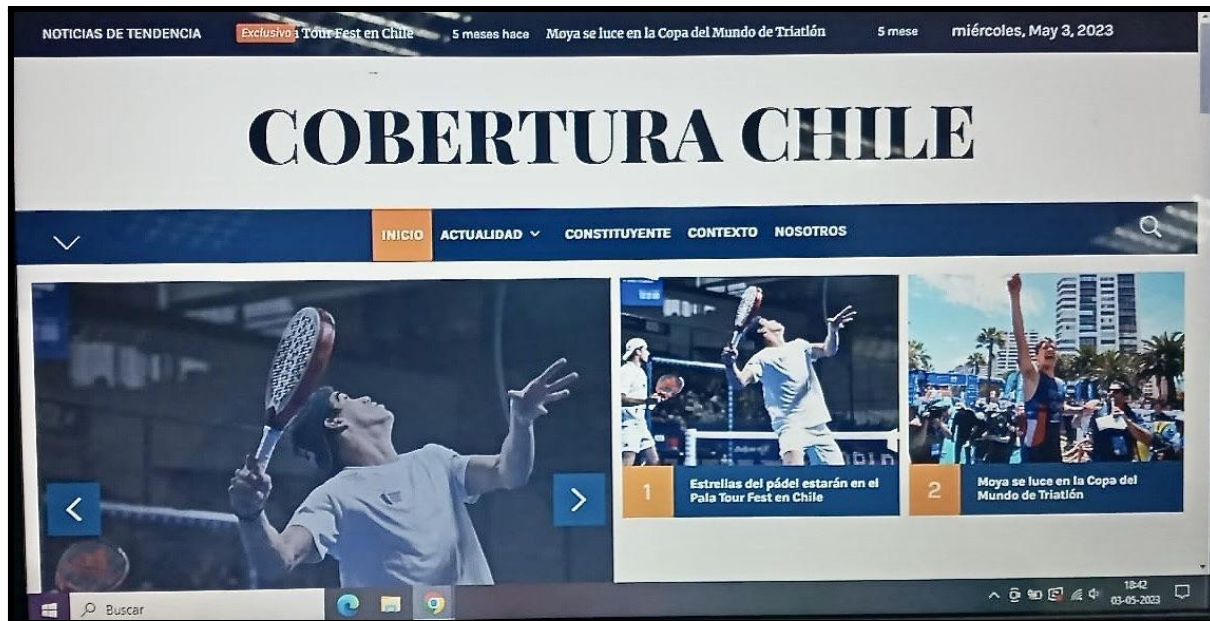 NOTICIAS DE TENDENCIA Exclusivo Tour Fest en Chile 5 meses hace Moya se luce en la Copa del Mundo de Triatlón 5 mese miércoles, May 3, 2023
COBERTURA CHILE
INICIO ACTUALIDAD CONSTITUYENTE CONTEXTO NOSOTROS
1 Estrellas del pádel estarán en el
Pala Tour Fest en Chile
2 Moya se luce en la Copa del
Mundo de Triatlón
Buscar
18:42
03-05-2023